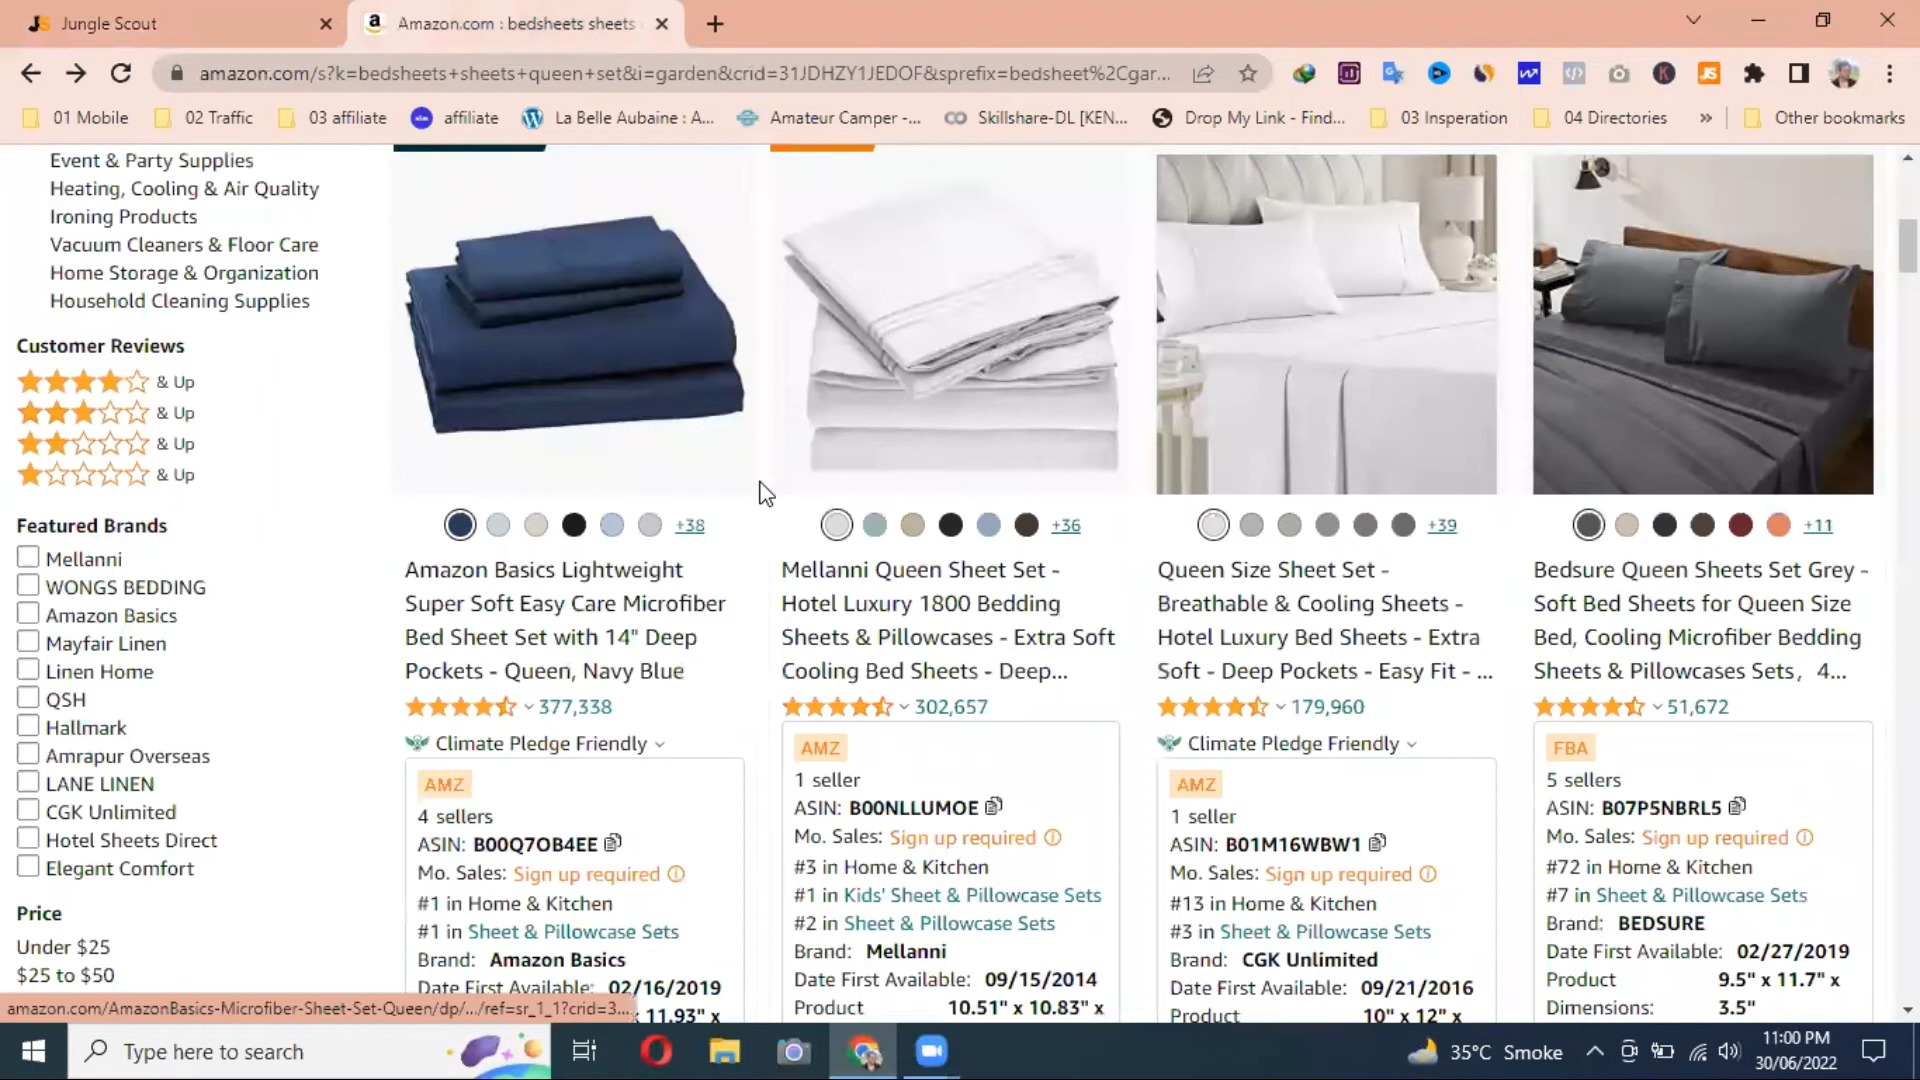 Jungle Scout
Amazon.com : bedsheets sheets
amazon.com/s?k=bedsheets+sheets+queen+set&i=garden&crid=31JDHZY1JEDOF&sprefix=bedsheet%2Cgar...
01 Mobile
02 Traffic
03 affiliate
affiliate
La Belle Aubaine : A...
Amateur Camper -...
Skillshare-DL [KEN...
Drop My Link - Find...
03 Insperation
04 Directories
»
Other bookmarks
Event & Party Supplies
Heating, Cooling & Air Quality
Ironing Products
Vacuum Cleaners & Floor Care
Home Storage & Organization
Household Cleaning Supplies
Customer Reviews
& Up
& Up
& Up
& Up
Featured Brands
Mellanni
WONGS BEDDING
Amazon Basics
Mayfair Linen
Linen Home
QSH
Hallmark
Amrapur Overseas
LANE LINEN
CGK Unlimited
Hotel Sheets Direct
Elegant Comfort
Price
Under $25
$25 to $50
+38
Amazon Basics Lightweight
Super Soft Easy Care Microfiber
Bed Sheet Set with 14" Deep
Pockets - Queen, Navy Blue
377,338
Climate Pledge Friendly
AMZ
4 sellers
ASIN: B00Q7OB4EE
Mo. Sales: Sign up required
#1 in Home & Kitchen
#1 in Sheet & Pillowcase Sets
Brand: Amazon Basics
Date First Available: 02/16/2019
x 11.93" x
+36
Mellanni Queen Sheet Set -
Hotel Luxury 1800 Bedding
Sheets & Pillowcases - Extra Soft
Cooling Bed Sheets - Deep...
302,657
AMZ
1 seller
ASIN: B00NLLUMOE
Mo. Sales: Sign up required
#3 in Home & Kitchen
#1 in Kids' Sheet & Pillowcase Sets
#2 in Sheet & Pillowcase Sets
Brand: Mellanni
Date First Available: 09/15/2014
Product 10.51" x 10.83" x
+39
Queen Size Sheet Set -
Breathable & Cooling Sheets -
Hotel Luxury Bed Sheets - Extra
Soft - Deep Pockets - Easy Fit - ...
179,960
Climate Pledge Friendly
AMZ
1 seller
ASIN: B01M16WBW1
Mo. Sales: Sign up required
#13 in Home & Kitchen
#3 in Sheet & Pillowcase Sets
Brand: CGK Unlimited
Date First Available: 09/21/2016
Product 10" x 12" x
+11
Bedsure Queen Sheets Set Grey -
Soft Bed Sheets for Queen Size
Bed, Cooling Microfiber Bedding
Sheets & Pillowcases Sets， 4...
51,672
FBA
5 sellers
ASIN: B07P5NBRL5
Mo. Sales: Sign up required
#72 in Home & Kitchen
#7 in Sheet & Pillowcase Sets
Brand: BEDSURE
Date First Available: 02/27/2019
Product 9.5" x 11.7" x
Dimensions: 3.5"
amazon.com/AmazonBasics-Microfiber-Sheet-Set-Queen/dp/.../ref=sr_1_1?crid=3...
Type here to search
35°C Smoke
11:00 PM
30/06/2022